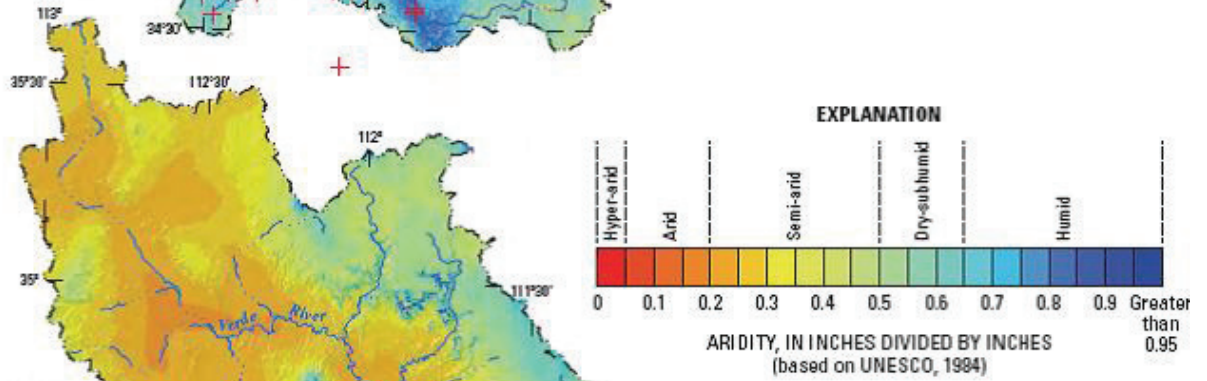 113°
34°30'
35°30'
112°30'
112°
35°
111°30'
Verde River
EXPLANATION
Hyper-arid
Arid
Semi-arid
Dry-subhumid
Humid
0 0.1 0.2 0.3 0.4 0.5 0.6 0.7 0.8 0.9 Greater
than
0.95
ARIDITY, IN INCHES DIVIDED BY INCHES
(based on UNESCO, 1984)